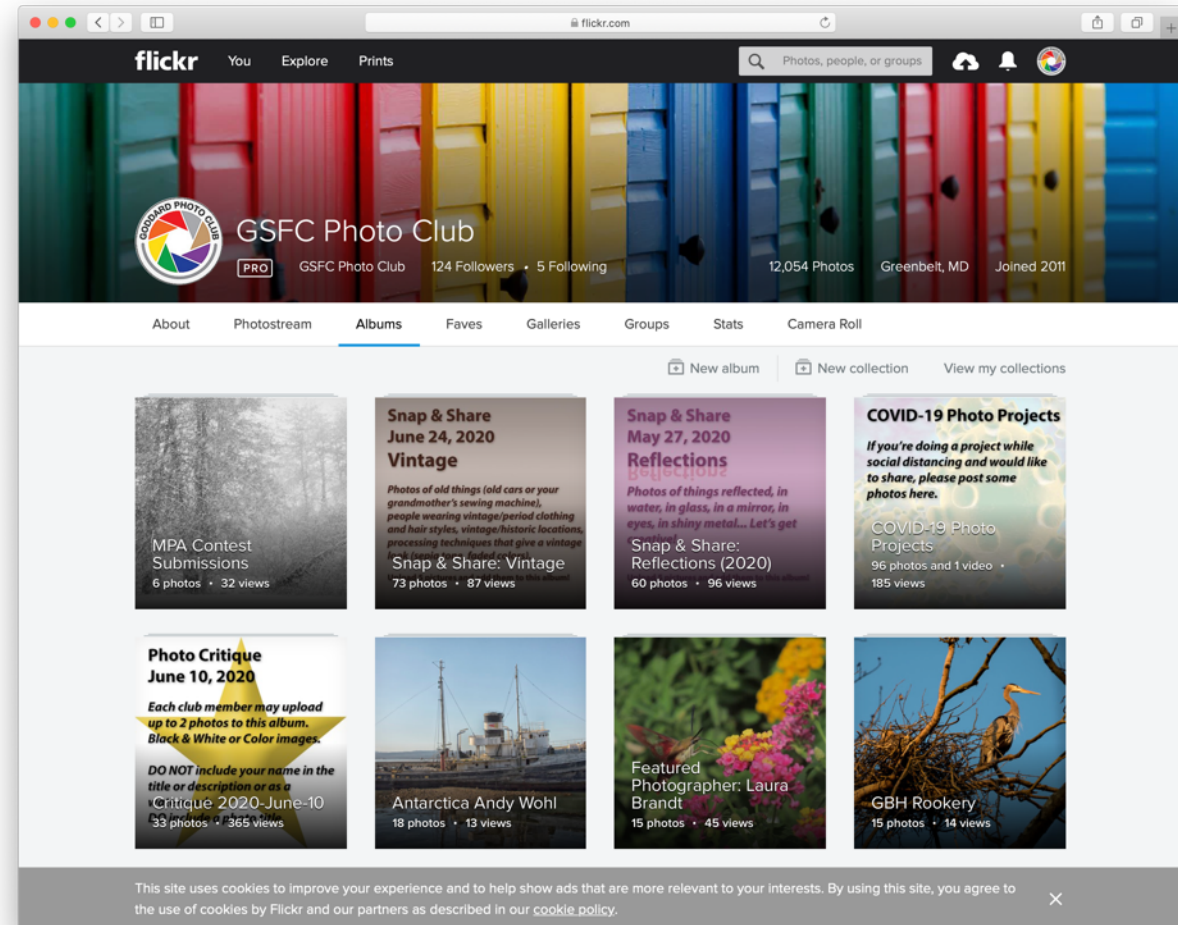 flickr.com
flickr You Explore Prints Photos, people, or groups
GODDARD PHOTO CLUB
GSFC Photo Club
PRO GSFC Photo Club 124 Followers • 5 Following 12,054 Photos Greenbelt, MD Joined 2011
About Photostream Albums Faves Galleries Groups Stats Camera Roll
New album New collection View my collections
MPA Contest
Submissions
6 photos • 32 views
Snap & Share
June 24, 2020
Vintage
Photos of old things (old cars or your
grandmother's sewing machine),
people wearing vintage/period clothing
and hair styles, vintage/historic locations,
processing techniques that give a vintage
look (sepia tone, faded colors).
Snap & Share: Vintage
73 photos • 87 views
Snap & Share
May 27, 2020
Reflections
Photos of things reflected, in
water, in glass, in a mirror, in
eyes, in shiny metal... Let's get
Snap & Share:
Reflections (2020)
60 photos • 96 views
COVID-19 Photo Projects
If you're doing a project while
social distancing and would like
to share, please post some
photos here.
COVID-19 Photo
Projects
96 photos and 1 video •
185 views
Photo Critique
June 10, 2020
Each club member may upload
up to 2 photos to this album.
Black & White or Color images.
DO NOT include your name in the
title or description or as a
Critique 2020-June-10
33 photos • 365 views
Antarctica Andy Wohl
18 photos • 13 views
Featured
Photographer: Laura
Brandt
15 photos • 45 views
GBH Rookery
15 photos • 14 views
This site uses cookies to improve your experience and to help show ads that are more relevant to your interests. By using this site, you agree to
the use of cookies by Flickr and our partners as described in our cookie policy.